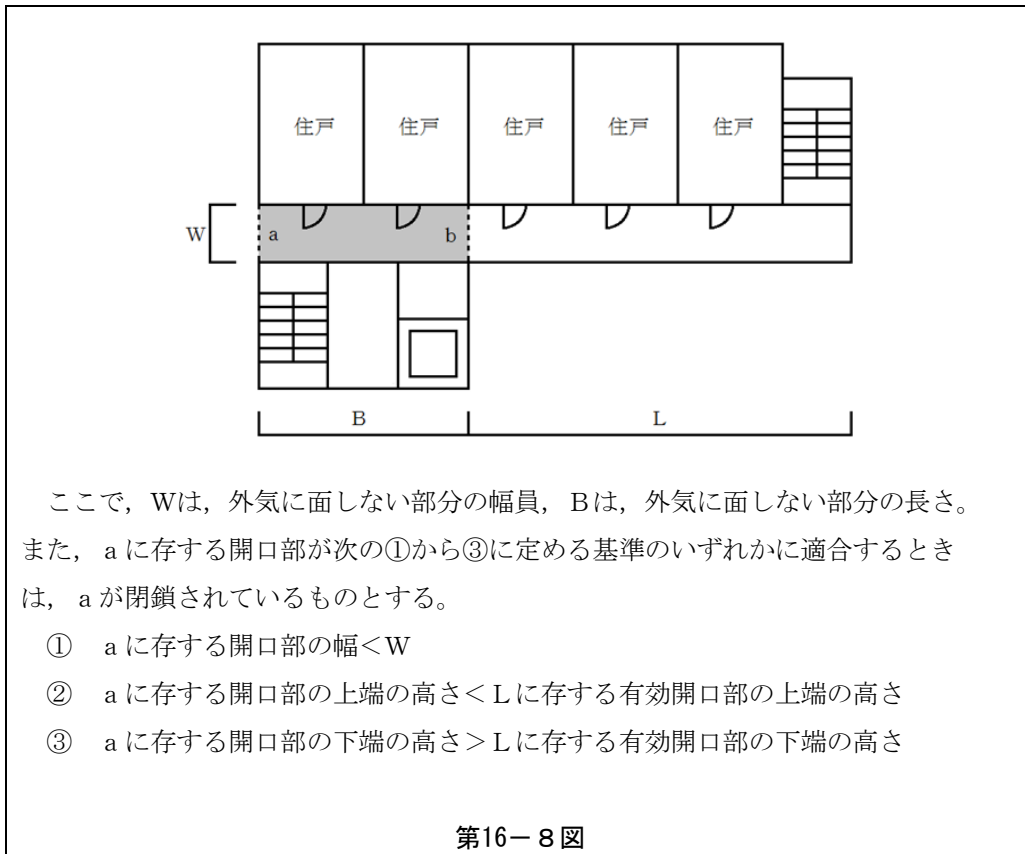 住戸 住戸 住戸 住戸 住戸
W a b
B L
ここで，Wは，外気に面しない部分の幅員，Bは，外気に面しない部分の長さ。
また，aに存する開口部が次の①から③に定める基準のいずれかに適合するとき
は，aが閉鎖されているものとする。
①　aに存する開口部の幅＜W
②　aに存する開口部の上端の高さ＜Lに存する有効開口部の上端の高さ
③　aに存する開口部の下端の高さ＞Lに存する有効開口部の下端の高さ
第16－８図